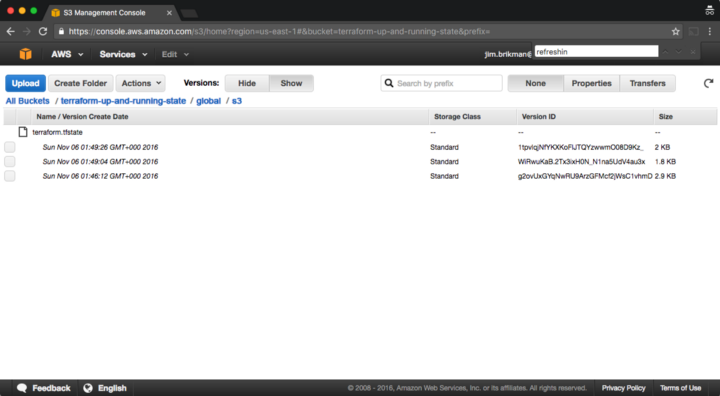 S3 Management Console
https://console.aws.amazon.com/s3/home?region=us-east-1#&bucket=terraform-up-and-running-state&prefix=
AWS Services Edit jim.brikman@ refreshin
Upload Create Folder Actions Versions: Hide Show Search by prefix None Properties Transfers
All Buckets / terraform-up-and-running-state / global / s3
Name / Version Create Date Storage Class Version ID Size
terraform.tfstate -- -- --
Sun Nov 06 01:49:26 GMT+000 2016 Standard 1tpvlqjNfYKXKoFlJTQYzwwmO08D9Kz_ 2 KB
Sun Nov 06 01:49:04 GMT+000 2016 Standard WiRwuKaB.2Tx3ixH0N_N1na5UdV4au3x 1.8 KB
Sun Nov 06 01:46:12 GMT+000 2016 Standard g2ovUxGYqNwRU9ArzGFMcf2jWsC1vhmD 2.9 KB
Feedback English © 2008 - 2016, Amazon Web Services, Inc. or its affiliates. All rights reserved. Privacy Policy Terms of Use